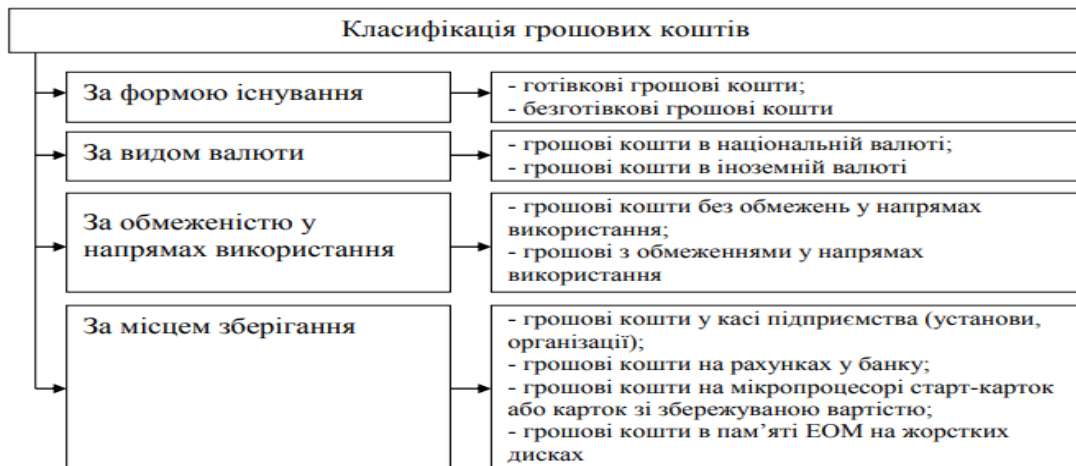 Класифікація грошових коштів
За формою існування
- готівкові грошові кошти;
- безготівкові грошові кошти
За видом валюти
- грошові кошти в національній валюті;
- грошові кошти в іноземній валюті
За обмеженістю у
напрямах використання
- грошові кошти без обмежень у напрямах
використання;
- грошові з обмеженнями у напрямах
використання
За місцем зберігання
- грошові кошти у касі підприємства (установи,
організації);
- грошові кошти на рахунках у банку;
- грошові кошти на мікропроцесорі старт-карток
або карток зі збережуваною вартістю;
- грошові кошти в пам’яті ЕОМ на жорстких
дисках